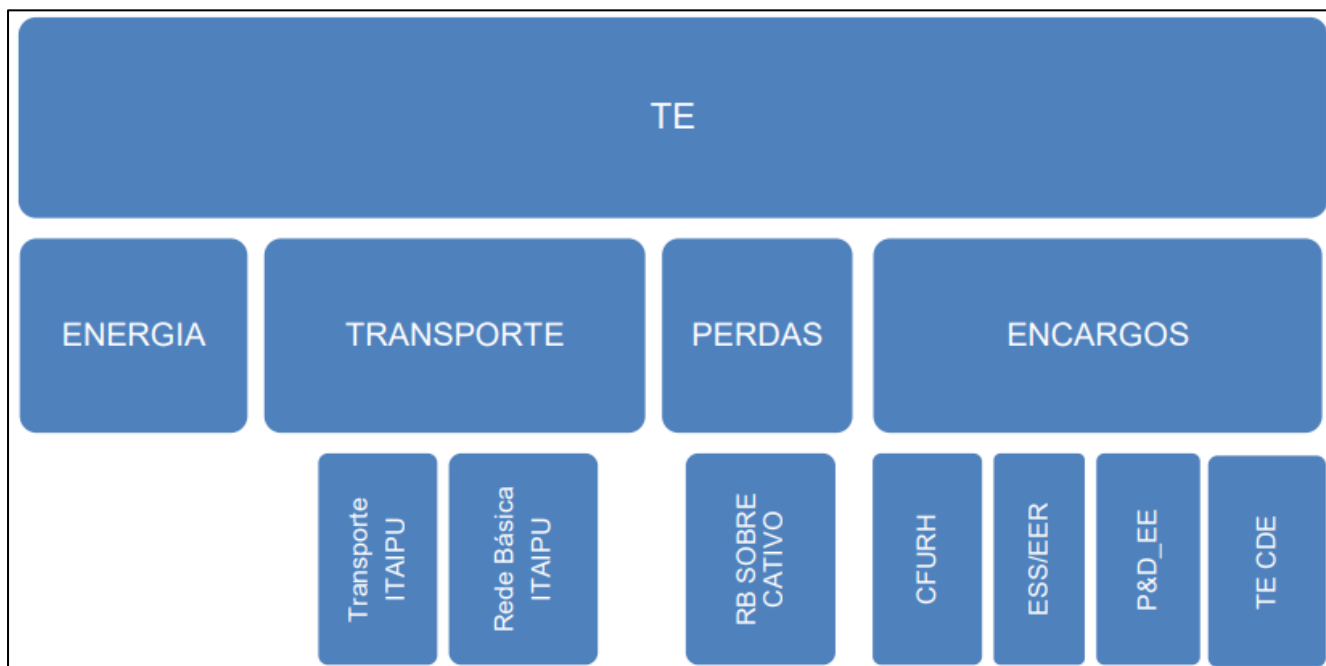 TE
ENERGIA
TRANSPORTE
PERDAS
ENCARGOS
Transporte
ITAIPU
Rede Básica
ITAIPU
RB SOBRE
CATIVO
CFURH
ESS/EER
P&D_EE
TE CDE